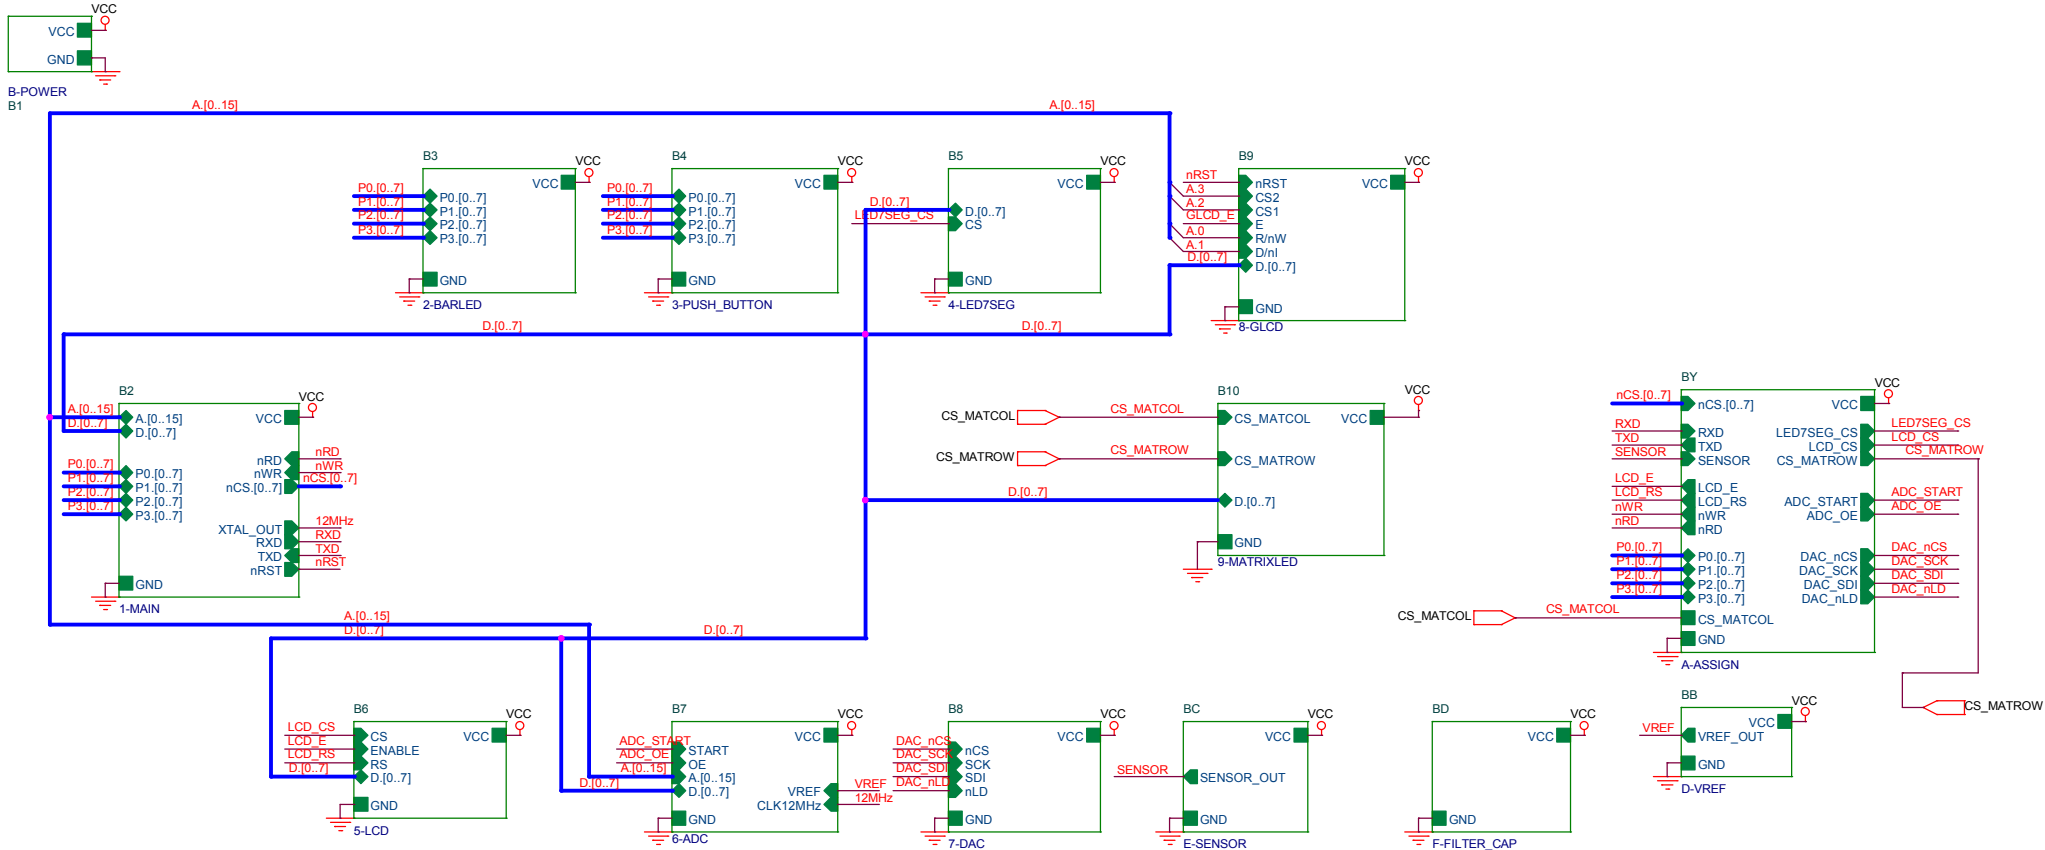 VCC
VCC
GND
B-POWER
B1
A.[0..15]
A.[0..15]
B3
VCC
VCC
P0.[0..7]
P1.[0..7]
P2.[0..7]
P3.[0..7]
P0.[0..7]
P1.[0..7]
P2.[0..7]
P3.[0..7]
GND
2-BARLED
B4
VCC
VCC
P0.[0..7]
P1.[0..7]
P2.[0..7]
P3.[0..7]
P0.[0..7]
P1.[0..7]
P2.[0..7]
P3.[0..7]
GND
3-PUSH_BUTTON
B5
VCC
VCC
D.[0..7]
LED7SEG_CS
D.[0..7]
CS
GND
4-LED7SEG
B9
VCC
VCC
nRST
A.3
A.2
GLCD_E
A.0
A.1
D.[0..7]
nRST
CS2
CS1
E
R/nW
D/nI
D.[0..7]
GND
8-GLCD
D.[0..7]
D.[0..7]
B2
VCC
VCC
A.[0..15]
D.[0..7]
A.[0..15]
D.[0..7]
P0.[0..7]
P1.[0..7]
P2.[0..7]
P3.[0..7]
P0.[0..7]
P1.[0..7]
P2.[0..7]
P3.[0..7]
nRD
nWR
nCS.[0..7]
nRD
nWR
nCS.[0..7]
XTAL_OUT
RXD
TXD
nRST
12MHz
RXD
TXD
nRST
GND
1-MAIN
B10
VCC
VCC
CS_MATCOL
CS_MATCOL
CS_MATCOL
CS_MATROW
CS_MATROW
CS_MATROW
D.[0..7]
D.[0..7]
GND
9-MATRIXLED
BY
VCC
VCC
nCS.[0..7]
nCS.[0..7]
RXD
TXD
SENSOR
RXD
TXD
SENSOR
LCD_E
LCD_RS
nWR
nRD
LCD_E
LCD_RS
nWR
nRD
P0.[0..7]
P1.[0..7]
P2.[0..7]
P3.[0..7]
P0.[0..7]
P1.[0..7]
P2.[0..7]
P3.[0..7]
CS_MATCOL
CS_MATCOL
CS_MATCOL
GND
A-ASSIGN
LED7SEG_CS
LCD_CS
CS_MATROW
LED7SEG_CS
LCD_CS
CS_MATROW
ADC_START
ADC_OE
ADC_START
ADC_OE
DAC_nCS
DAC_SCK
DAC_SDI
DAC_nLD
DAC_nCS
DAC_SCK
DAC_SDI
DAC_nLD
CS_MATROW
A.[0..15]
D.[0..7]
D.[0..7]
B6
VCC
VCC
LCD_CS
LCD_E
LCD_RS
D.[0..7]
CS
ENABLE
RS
D.[0..7]
GND
5-LCD
B7
VCC
VCC
ADC_START
ADC_OE
A.[0..15]
D.[0..7]
START
OE
A.[0..15]
D.[0..7]
VREF
CLK12MHz
VREF
12MHz
GND
6-ADC
B8
VCC
VCC
DAC_nCS
DAC_SCK
DAC_SDI
DAC_nLD
nCS
SCK
SDI
nLD
GND
7-DAC
BC
VCC
VCC
SENSOR
SENSOR_OUT
GND
E-SENSOR
BD
VCC
VCC
GND
F-FILTER_CAP
BB
VCC
VCC
VREF
VREF_OUT
GND
D-VREF